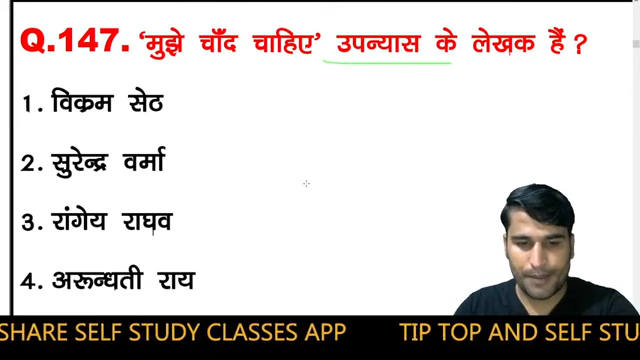 Q.147. 'मुझे चाँद चाहिए' उपन्यास के लेखक हैं ?
1. विक्रम सेठ
2. सुरेन्द्र वर्मा
3. रांगेय राघव
4. अरून्धती राय
SHARE SELF STUDY CLASSES APP TIP TOP AND SELF STU